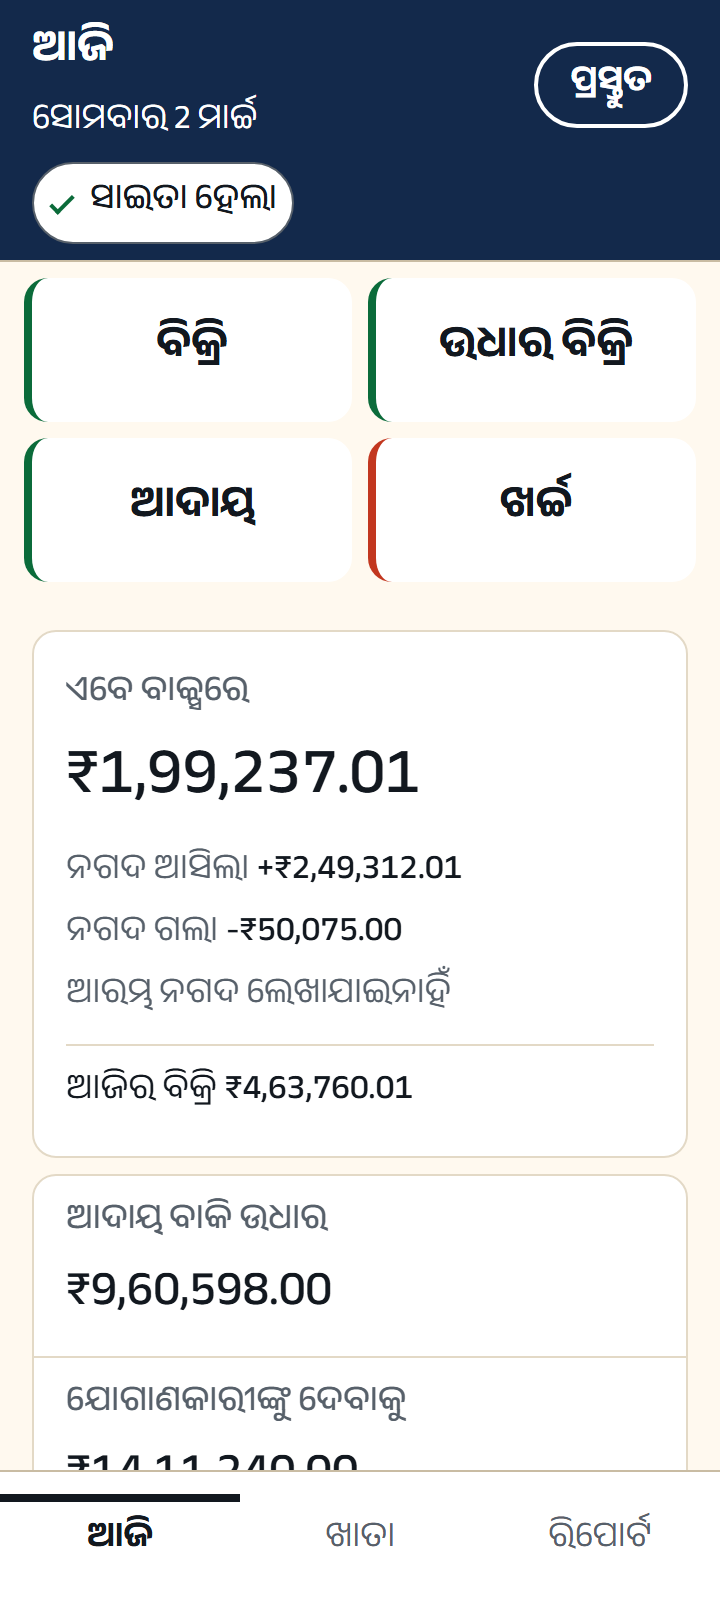 ଆଜି
ସୋମବାର 2 ମାର୍ଚ୍ଚ
ପ୍ରସ୍ତୁତ
ସାଇତା ହେଲା
ବିକ୍ରି
ଉଧାର ବିକ୍ରି
ଆଦାୟ
ଖର୍ଚ୍ଚ
ଏବେ ବାକ୍ସରେ
₹1,99,237.01
ନଗଦ ଆସିଲା +₹2,49,312.01
ନଗଦ ଗଲା -₹50,075.00
ଆରମ୍ଭ ନଗଦ ଲେଖାଯାଇନାହିଁ
ଆଜିର ବିକ୍ରି ₹4,63,760.01
ଆଦାୟ ବାକି ଉଧାର
₹9,60,598.00
ଯୋଗାଣକାରୀଙ୍କୁ ଦେବାକୁ
ଆଜି
ଖାତା
ରିପୋର୍ଟ